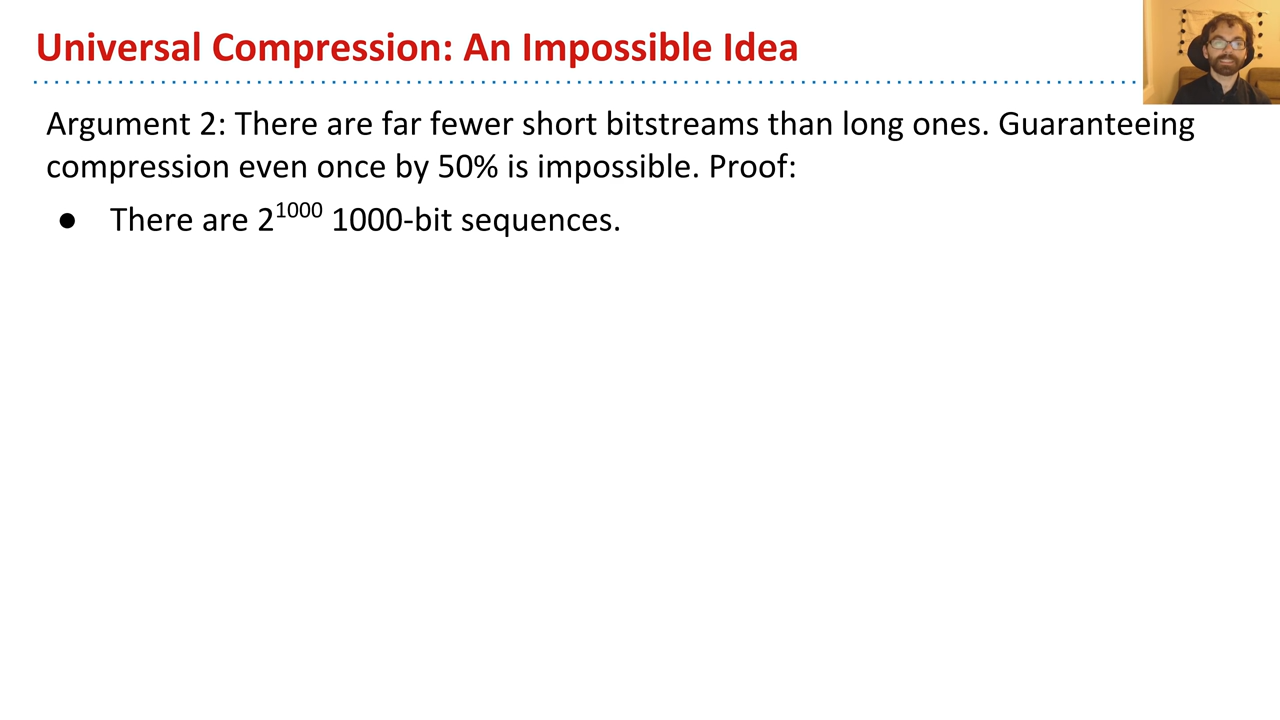 Universal Compression: An Impossible Idea
Argument 2: There are far fewer short bitstreams than long ones. Guaranteeing
compression even once by 50% is impossible. Proof:
● There are 2^1000 1000-bit sequences.